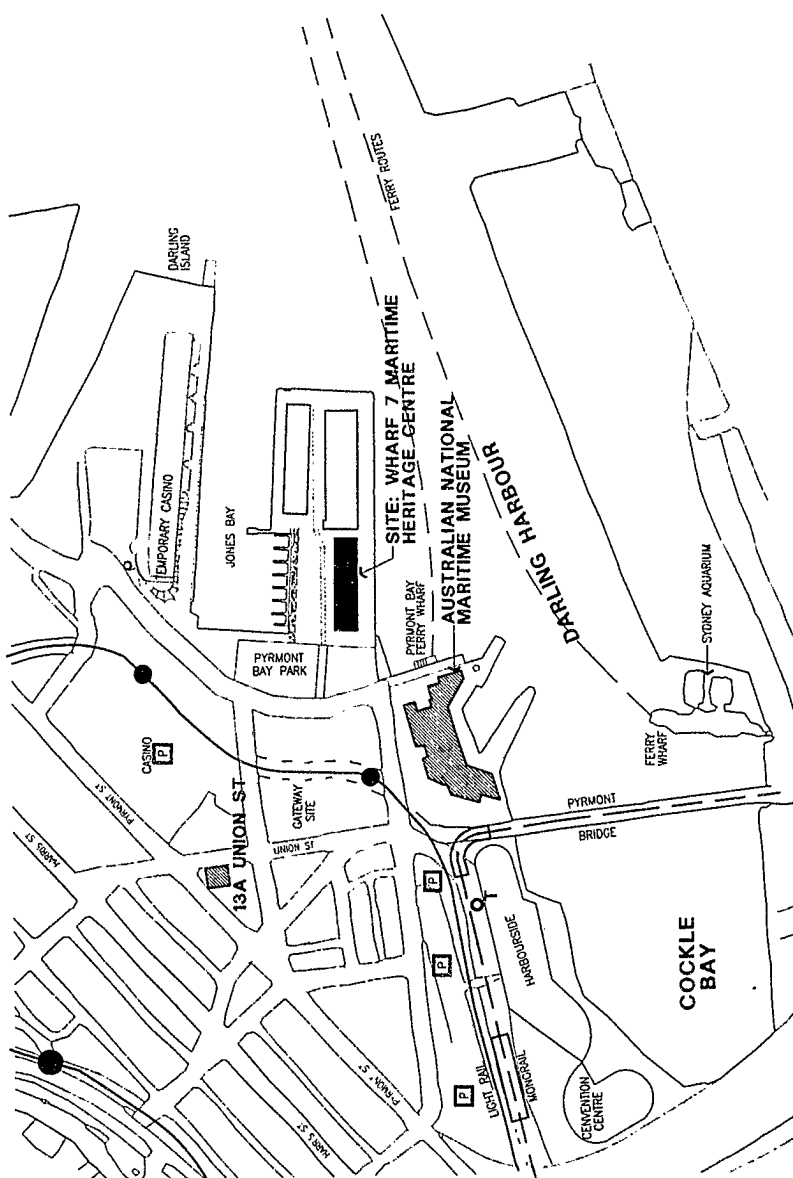 FERRY ROUTES
DARLING
ISLAND
TEMPORARY CASINO
JONES BAY
SITE: WHARF 7 MARITIME
HERITAGE CENTRE
AUSTRALIAN NATIONAL
MARITIME MUSEUM
DARLING HARBOUR
PYRMONT BAY
FERRY WHARF
PYRMONT
BAY PARK
SYDNEY AQUARIUM
FERRY
WHARF
CASINO
P
PYRMONT ST
HARRIS ST
13A UNION ST
GATEWAY
SITE
UNION ST
PYRMONT
BRIDGE
P
P
P
HARBOURSIDE
COCKLE
BAY
PYRMONT ST
HARRIS ST
LIGHT RAIL
MONORAIL
CENVENTION
CENTRE